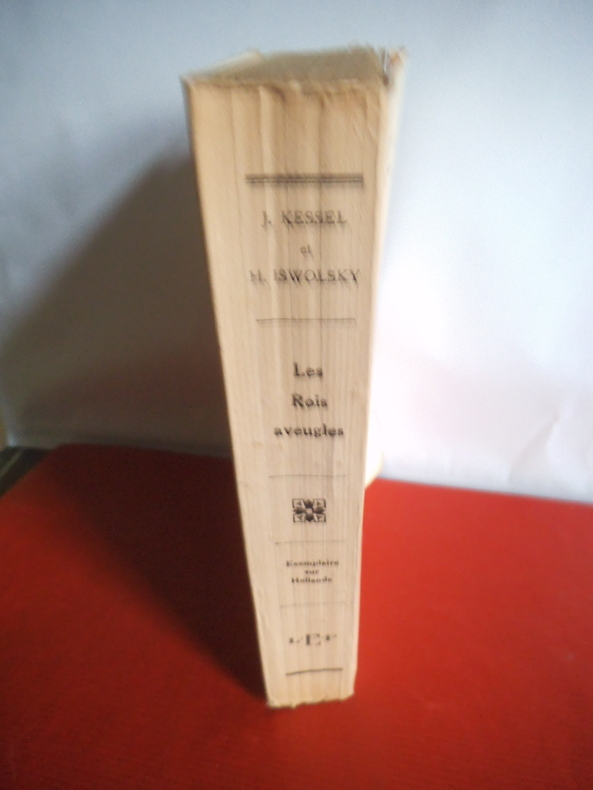 J. KESSEL
et
H. ISWOLSKY
Les
Rois
aveugles
Exemplaire
sur
Hollande
L·E·F